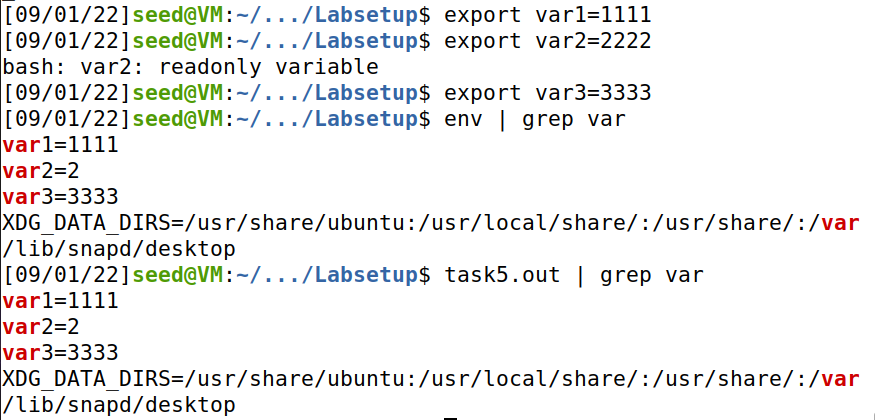 [09/01/22]seed@VM:~/.../Labsetup$ export var1=1111
[09/01/22]seed@VM:~/.../Labsetup$ export var2=2222
bash: var2: readonly variable
[09/01/22]seed@VM:~/.../Labsetup$ export var3=3333
[09/01/22]seed@VM:~/.../Labsetup$ env | grep var
var1=1111
var2=2
var3=3333
XDG_DATA_DIRS=/usr/share/ubuntu:/usr/local/share/:/usr/share/:/var
/lib/snapd/desktop
[09/01/22]seed@VM:~/.../Labsetup$ task5.out | grep var
var1=1111
var2=2
var3=3333
XDG_DATA_DIRS=/usr/share/ubuntu:/usr/local/share/:/usr/share/:/var
/lib/snapd/desktop